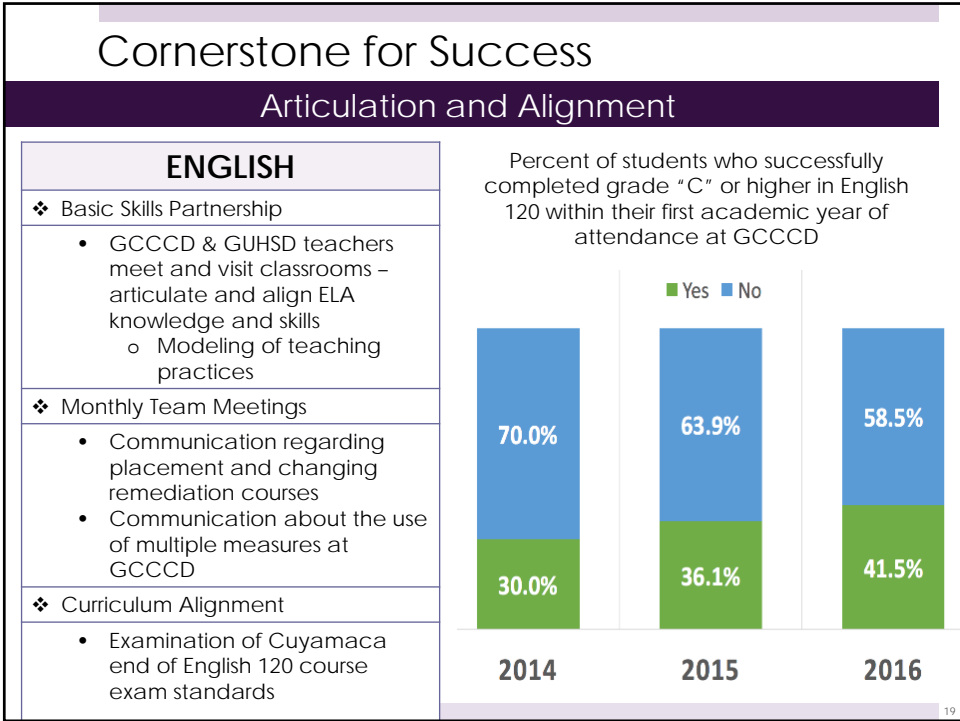 Cornerstone for Success
Articulation and Alignment
ENGLISH
❖ Basic Skills Partnership
• GCCCD & GUHSD teachers
meet and visit classrooms –
articulate and align ELA
knowledge and skills
o Modeling of teaching
practices
❖ Monthly Team Meetings
• Communication regarding
placement and changing
remediation courses
• Communication about the use
of multiple measures at
GCCCD
❖ Curriculum Alignment
• Examination of Cuyamaca
end of English 120 course
exam standards
Percent of students who successfully
completed grade “C” or higher in English
120 within their first academic year of
attendance at GCCCD
Yes No
70.0% 63.9% 58.5%
30.0% 36.1% 41.5%
2014 2015 2016
19